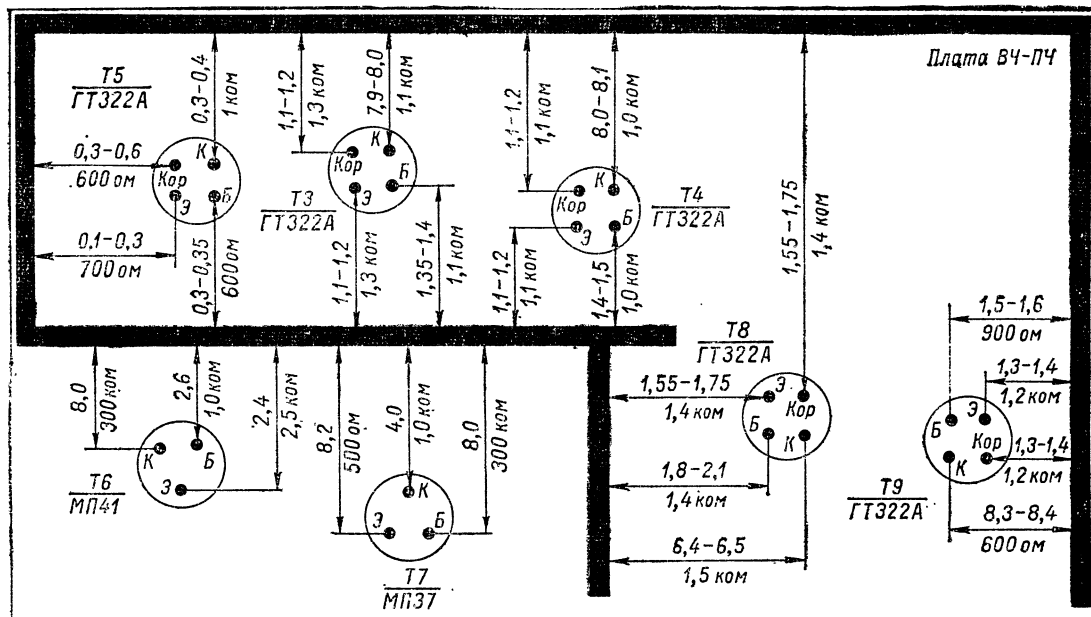 Плата ВЧ-ПЧ
Т5
ГТ322А
0,3-0,4
1 ком
К
Кор
Э
Б
0,3-0,6
600 ом
0,1-0,3
700 ом
0,3-0,35
600 ом
1,1-1,2
1,3 ком
7,9-8,0
1,1 ком
К
Кор
Б
Э
Т3
ГТ322А
1,1-1,2
1,3 ком
1,35-1,4
1,1 ком
1,1-1,2
1,1 ком
8,0-8,1
1,0 ком
К
Кор
Б
Э
Т4
ГТ322А
1,1-1,2
1,1 ком
1,4-1,5
1,0 ком
1,55-1,75
1,4 ком
Т8
ГТ322А
1,55-1,75
1,4 ком
Э
Кор
Б
К
1,8-2,1
1,4 ком
6,4-6,5
1,5 ком
1,5-1,6
900 ом
1,3-1,4
1,2 ком
Э
Б
Кор
К
1,3-1,4
1,2 ком
Т9
ГТ322А
8,3-8,4
600 ом
8,0
300 ком
2,6
1,0 ком
2,4
2,5 ком
К
Б
Э
Т6
МП41
8,2
500 ом
4,0
1,0 ком
8,0
300 ком
К
Э
Б
Т7
МП37